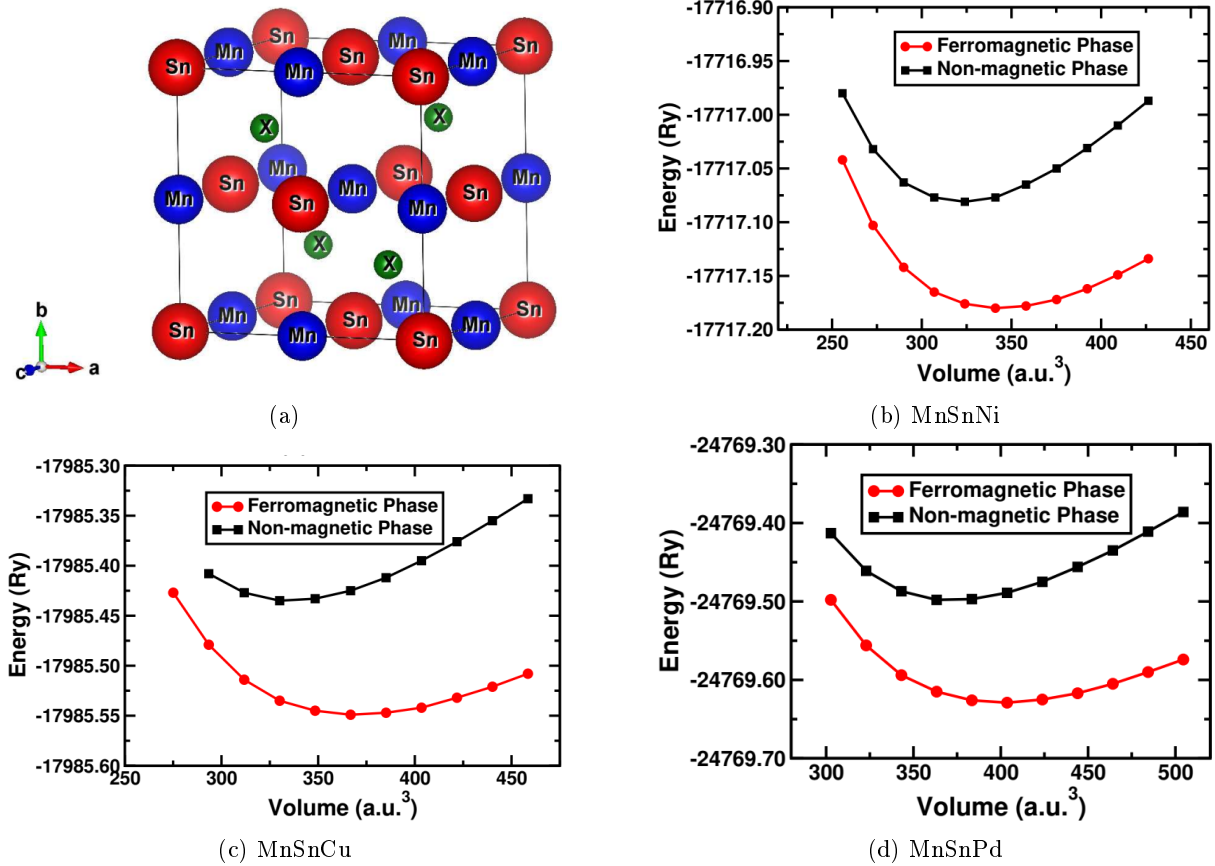 Sn Mn Sn Mn Sn
Sn Mn Sn Mn
X X
Sn Mn Sn Mn
Mn Sn Mn Sn
Sn Mn
X
X
Sn Mn Sn
Mn Sn Mn
Sn Mn Sn
b
c a
(a)
-17716.90
-17716.95
-17717.00
-17717.05
-17717.10
-17717.15
-17717.20
Energy (Ry)
Ferromagnetic Phase
Non-magnetic Phase
250 300 350 400 450
Volume (a.u.³)
(b) MnSnNi
-17985.30
-17985.35
-17985.40
-17985.45
-17985.50
-17985.55
-17985.60
Energy (Ry)
Ferromagnetic Phase
Non-magnetic Phase
250 300 350 400 450
Volume (a.u.³)
(c) MnSnCu
-24769.30
-24769.40
-24769.50
-24769.60
-24769.70
Energy (Ry)
Ferromagnetic Phase
Non-magnetic Phase
300 350 400 450 500
Volume (a.u.³)
(d) MnSnPd